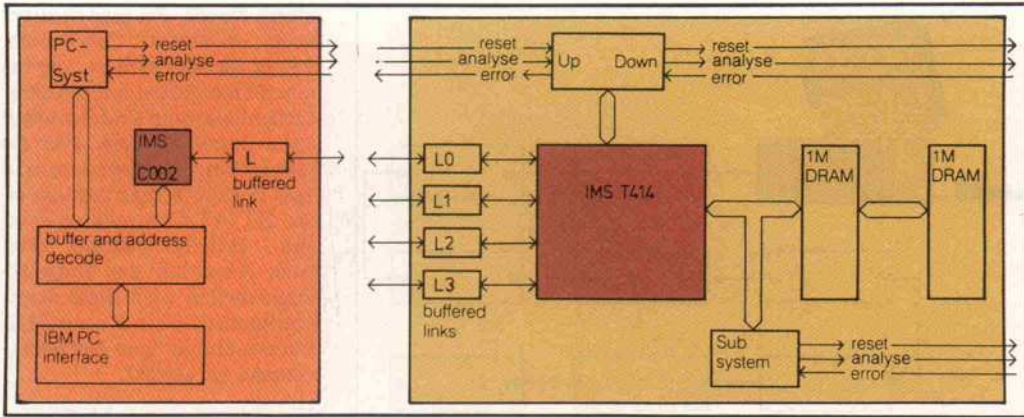 PC-
Syst
reset
analyse
error
IMS
C002
L
buffered
link
buffer and address
decode
IBM PC
interface
reset
analyse
error
Up
Down
reset
analyse
error
L0
L1
L2
L3
buffered
links
IMS T414
1M
DRAM
1M
DRAM
Sub
system
reset
analyse
error